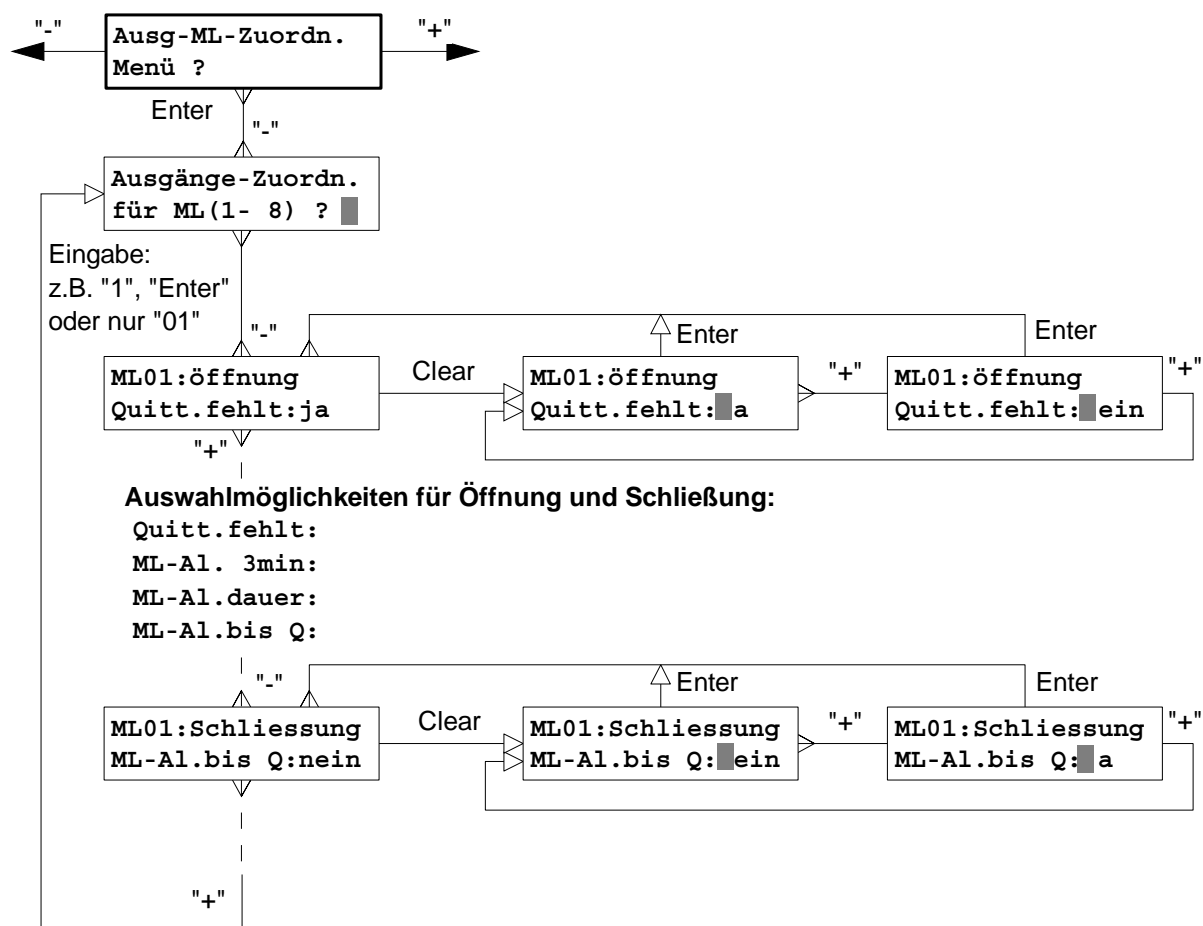 "-"
Ausg-ML-Zuordn.
Menü ?
"+"
Enter
"-"
Ausgänge-Zuordn.
für ML(1- 8) ?
Eingabe:
z.B. "1", "Enter"
oder nur "01"
"-"
Enter
Enter
ML01:öffnung
Quitt.fehlt:ja
Clear
ML01:öffnung
Quitt.fehlt: a
"+"
ML01:öffnung
Quitt.fehlt: ein
"+"
"+"
Auswahlmöglichkeiten für Öffnung und Schließung:
Quitt.fehlt:
ML-Al. 3min:
ML-Al.dauer:
ML-Al.bis Q:
"-"
Enter
Enter
ML01:Schliessung
ML-Al.bis Q:nein
Clear
ML01:Schliessung
ML-Al.bis Q: ein
"+"
ML01:Schliessung
ML-Al.bis Q: a
"+"
"+"